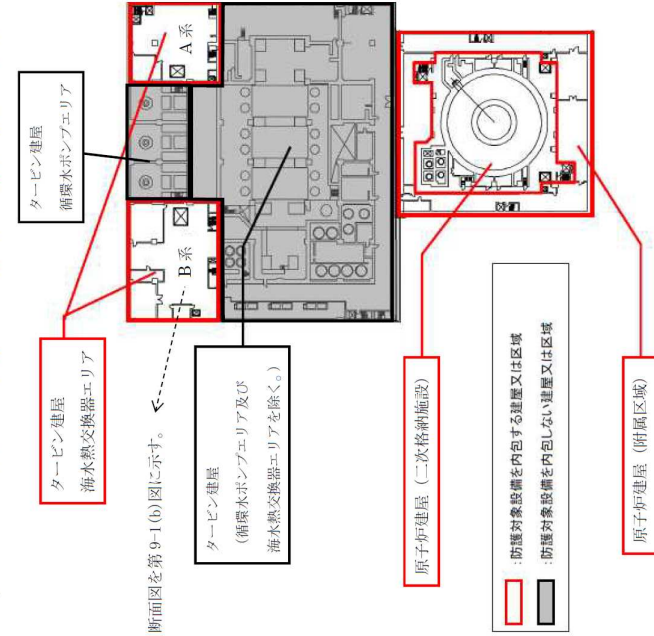 タービン建屋
循環水ポンプエリア
タービン建屋
海水熱交換器エリア
A系
B系
断面図を第9-1(b)図に示す。
タービン建屋
(循環水ポンプエリア及び
海水熱交換器エリアを除く。)
原子炉建屋(二次格納施設)
:防護対象設備を内包する建屋又は区域
:防護対象設備を内包しない建屋又は区域
原子炉建屋(附属区域)